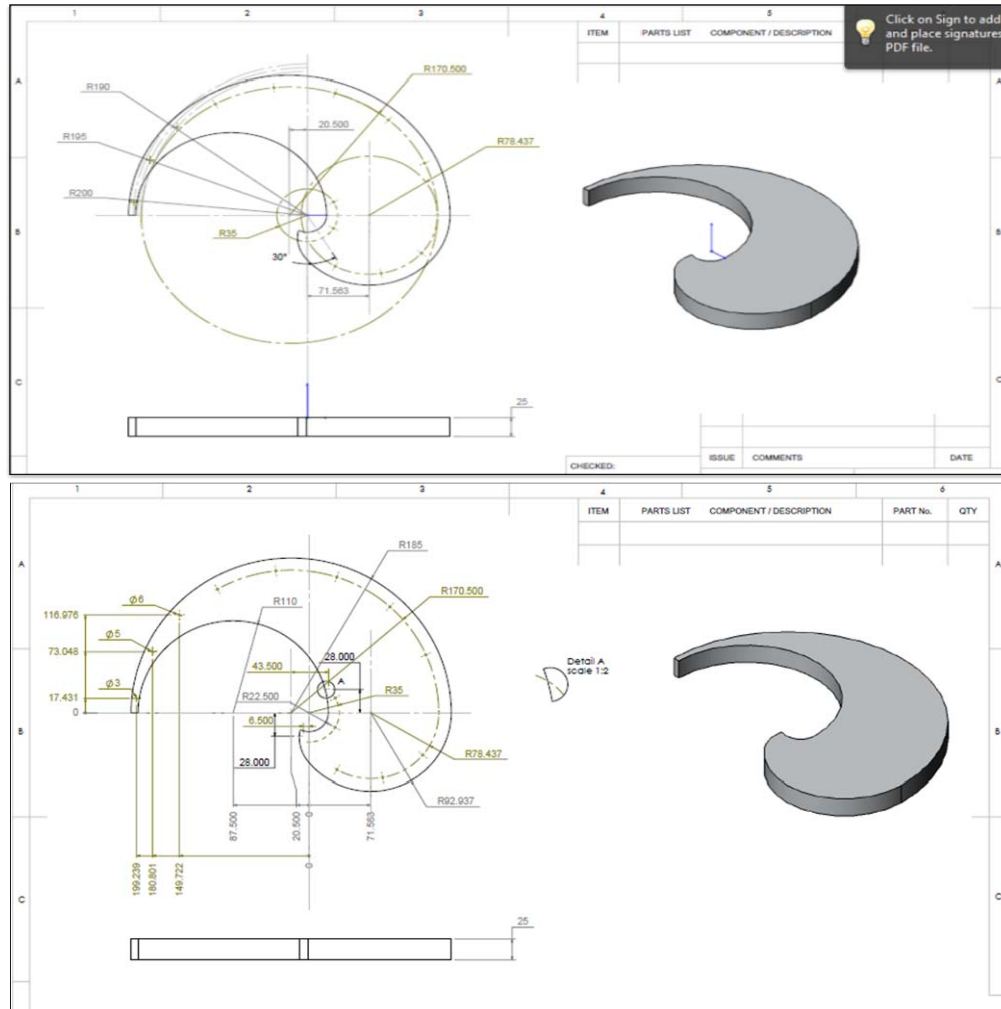 1 2 3 4 5
Click on Sign to add
and place signatures
PDF file.
ITEM PARTS LIST COMPONENT / DESCRIPTION
A
A
R170.500
R190
20.500
R195
R78.437
R200
B
B
R35
30°
71.563
C
C
25
ISSUE COMMENTS DATE
CHECKED:
1 2 3 4 5 6
ITEM PARTS LIST COMPONENT / DESCRIPTION PART No. QTY
R185
A
A
R170.500
Ø6
R110
116.976
Ø5
28.000
73.048
43.500
Detail A
scale 1:2
Ø3
A
R22.500
R35
17.431
0
6.500
B
B
R78.437
28.000
R92.937
87.500
20.500
0
71.563
199.239
180.801
149.722
0
C
C
25